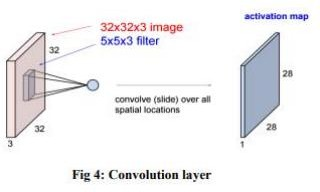 activation map
32x32x3 image
5x5x3 filter
32
28
convolve (slide) over all
spatial locations
32
28
3
1
Fig 4: Convolution layer